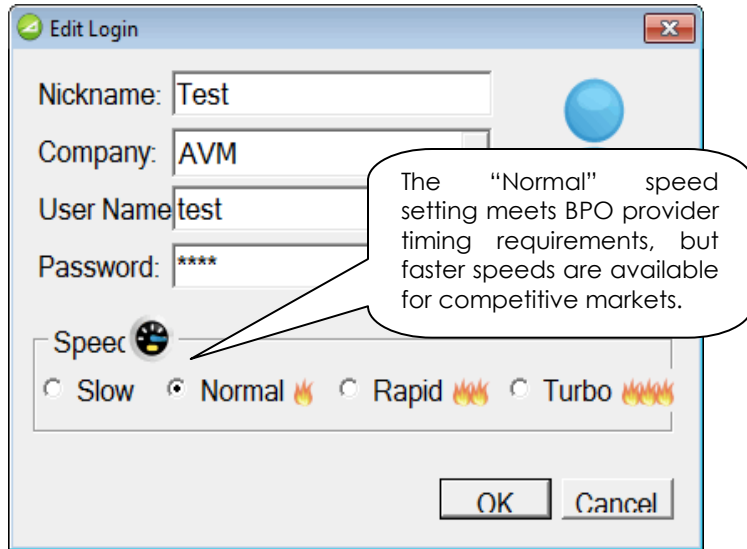 Edit Login
Nickname: Test
Company: AVM
User Name test
Password: ****
The “Normal” speed
setting meets BPO provider
timing requirements, but
faster speeds are available
for competitive markets.
Speec
Slow Normal Rapid Turbo
OK Cancel